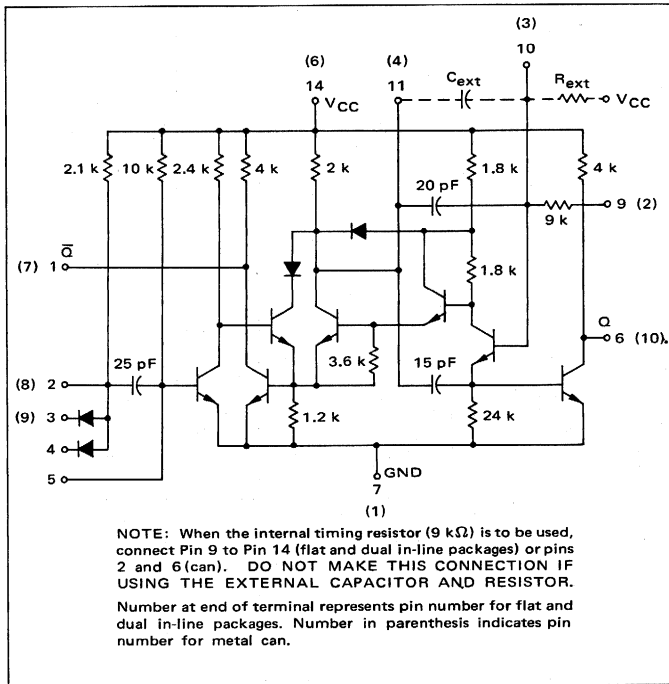 (3)
(6) (4) 10
14 11 Cext Rext
VCC VCC
2.1 k 10 k 2.4 k 4 k 2 k 1.8 k 4 k
20 pF
9 (2)
9 k
Q̅
(7) 1
1.8 k
Q
6 (10).
25 pF 3.6 k 15 pF
(8) 2
(9) 3
1.2 k 24 k
4
GND
5 7
(1)
NOTE: When the internal timing resistor (9 kΩ) is to be used,
connect Pin 9 to Pin 14 (flat and dual in-line packages) or pins
2 and 6 (can). DO NOT MAKE THIS CONNECTION IF
USING THE EXTERNAL CAPACITOR AND RESISTOR.
Number at end of terminal represents pin number for flat and
dual in-line packages. Number in parenthesis indicates pin
number for metal can.